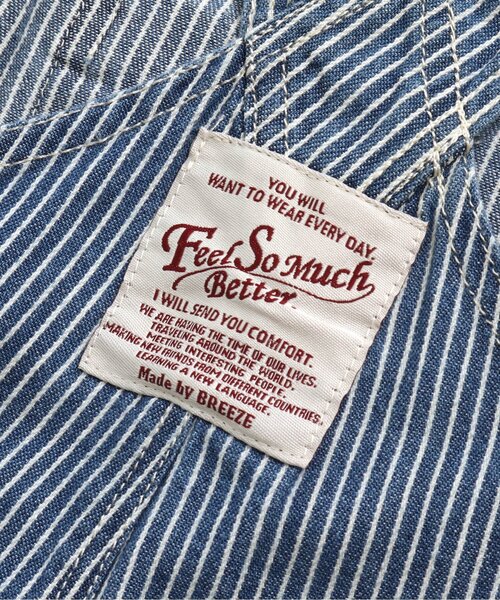 YOU WILL
WANT TO WEAR EVERY DAY.
Feel So Much
Better
I WILL SEND YOU COMFORT.
WE ARE HAVING THE TIME OF OUR LIVES.
TRAVELING AROUND THE WORLD.
MEETING INTERESTING PEOPLE.
MAKING NEW FRINDS FROM DIFFERENT COUNTRIES.
LEARNING A NEW LANGUAGE.
Made by BREEZE